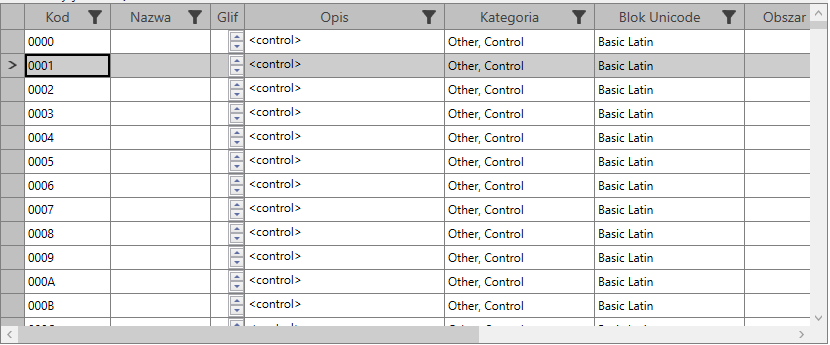 Kod Nazwa Glif Opis Kategoria Blok Unicode Obszar
0000 <control> Other, Control Basic Latin
> 0001 <control> Other, Control Basic Latin
0002 <control> Other, Control Basic Latin
0003 <control> Other, Control Basic Latin
0004 <control> Other, Control Basic Latin
0005 <control> Other, Control Basic Latin
0006 <control> Other, Control Basic Latin
0007 <control> Other, Control Basic Latin
0008 <control> Other, Control Basic Latin
0009 <control> Other, Control Basic Latin
000A <control> Other, Control Basic Latin
000B <control> Other, Control Basic Latin